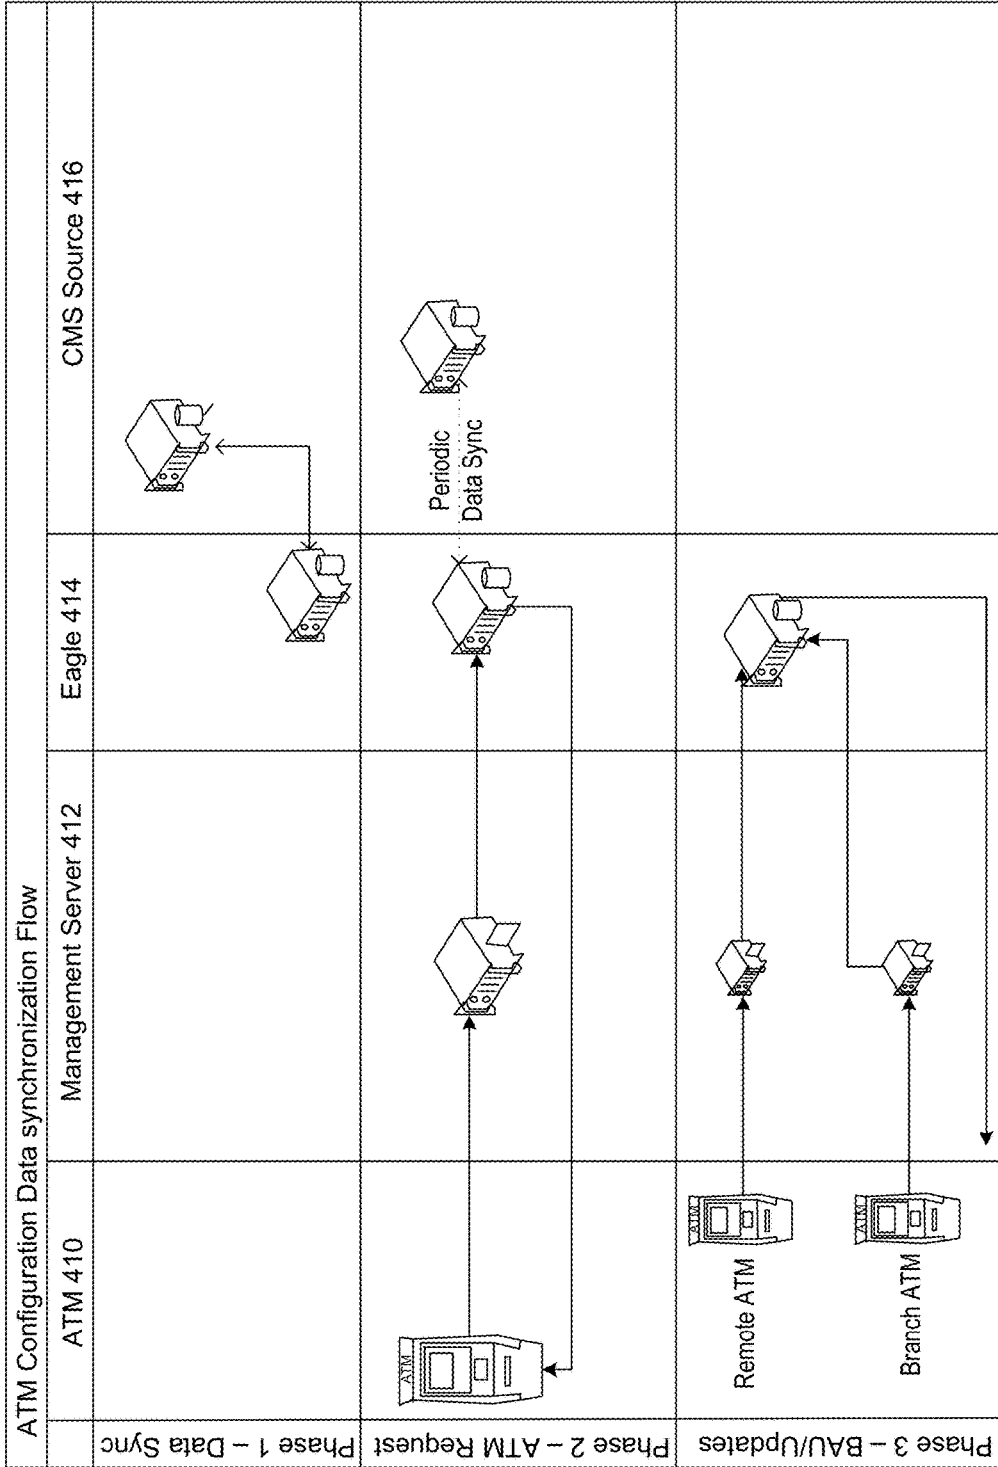 ATM Configuration Data synchronization Flow
ATM 410
Management Server 412
Eagle 414
CMS Source 416
Phase 1 – Data Sync
Phase 2 – ATM Request
ATM
Periodic
Data Sync
Phase 3 – BAU/Updates
ATM
Remote ATM
ATM
Branch ATM